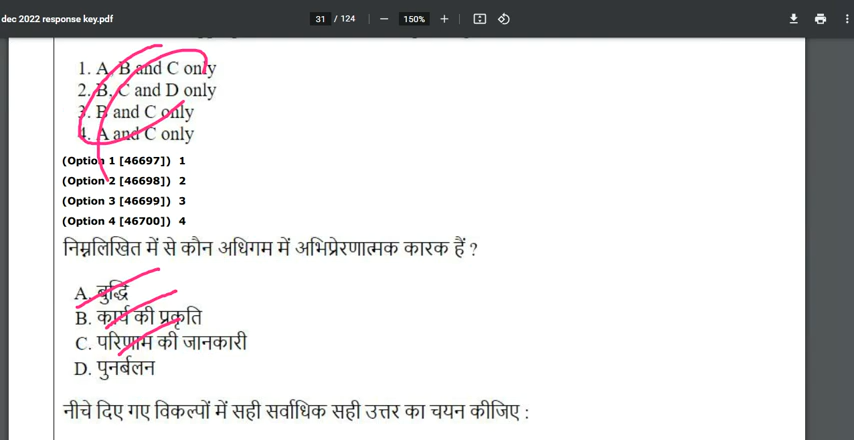 dec 2022 response key.pdf 31 / 124 150%
1. A, B and C only
2. B, C and D only
3. B and C only
4. A and C only
(Option 1 [46697]) 1
(Option 2 [46698]) 2
(Option 3 [46699]) 3
(Option 4 [46700]) 4
निम्नलिखित में से कौन अधिगम में अभिप्रेरणात्मक कारक हैं ?
A. बुद्धि
B. कार्य की प्रकृति
C. परिणाम की जानकारी
D. पुनर्बलन
नीचे दिए गए विकल्पों में सही सर्वाधिक सही उत्तर का चयन कीजिए :